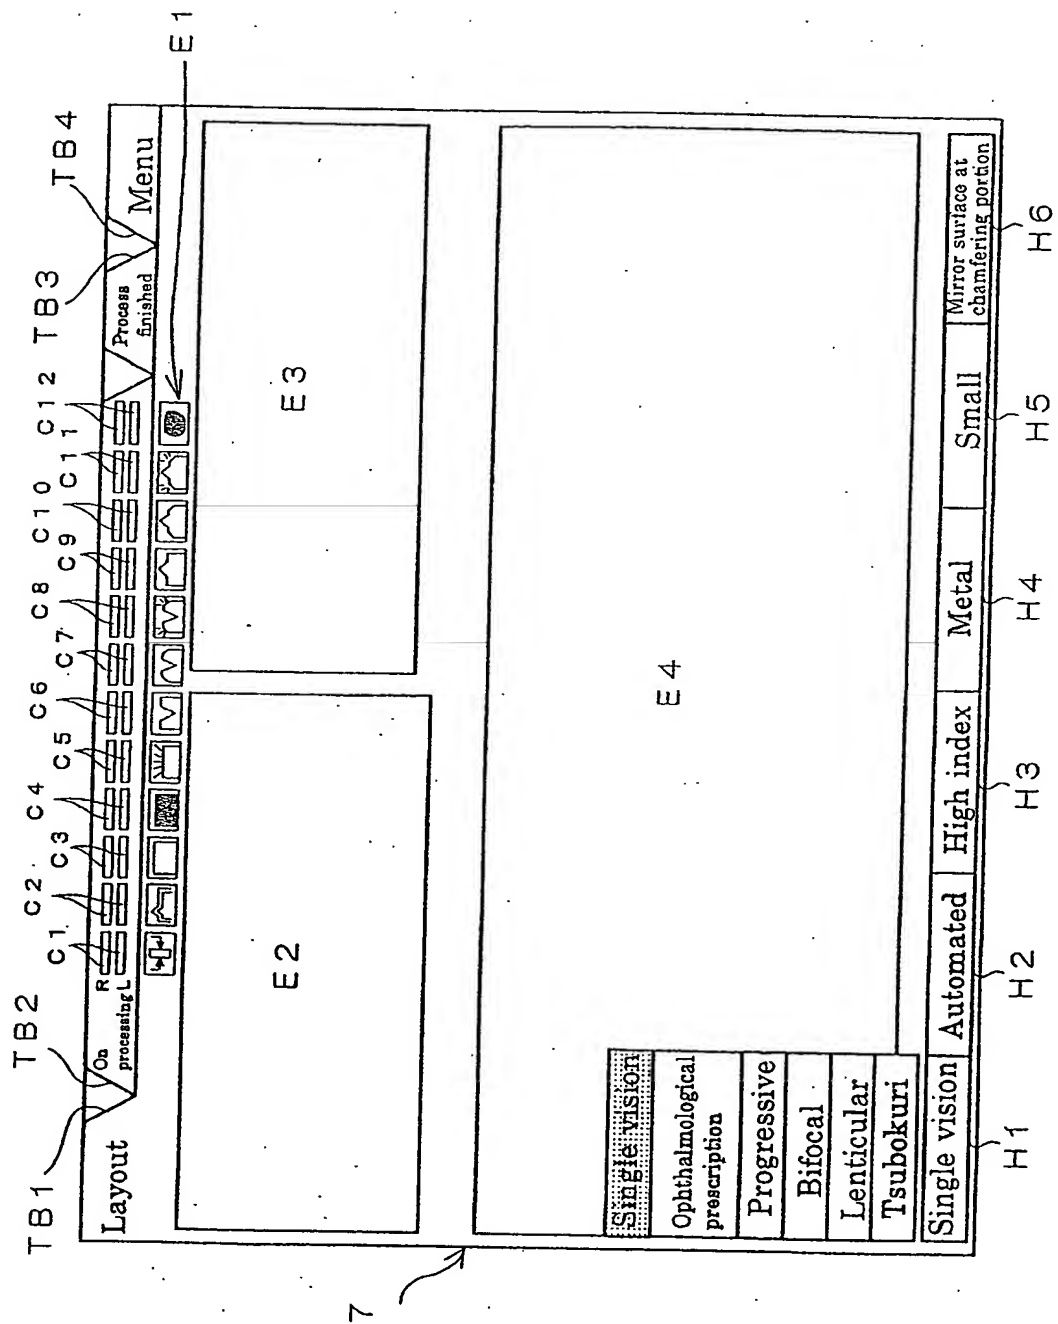 TB1
TB2
C1
C2
C3
C4
C5
C6
C7
C8
C9
C10
C11
C12
TB3
TB4
E1
Layout
On
processing
R
L
Process
finished
Menu
E2
E3
E4
7
Single vision
Ophthalmological
prescription
Progressive
Bifocal
Lenticular
Tsubokuri
Single vision
Automated
High index
Metal
Small
Mirror surface at
chamfering portion
H1
H2
H3
H4
H5
H6